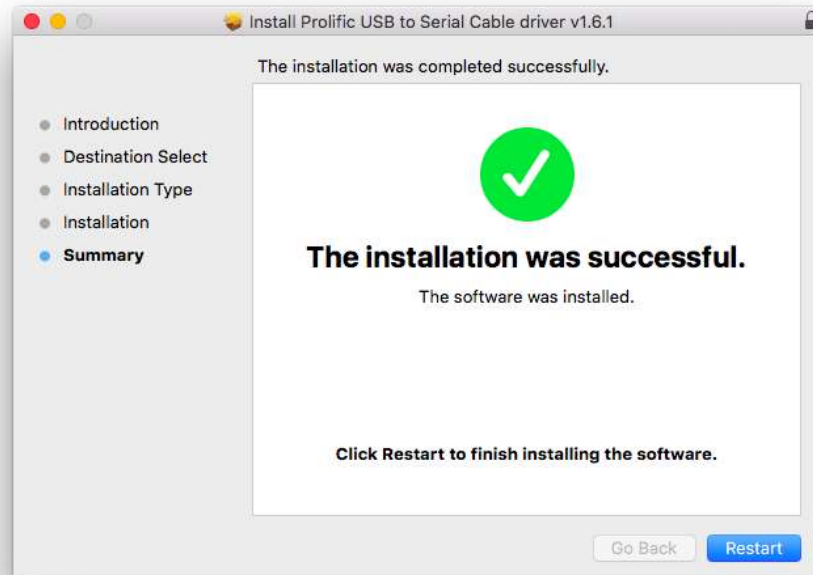 Install Prolific USB to Serial Cable driver v1.6.1
The installation was completed successfully.
Introduction
Destination Select
Installation Type
Installation
Summary
The installation was successful.
The software was installed.
Click Restart to finish installing the software.
Go Back
Restart